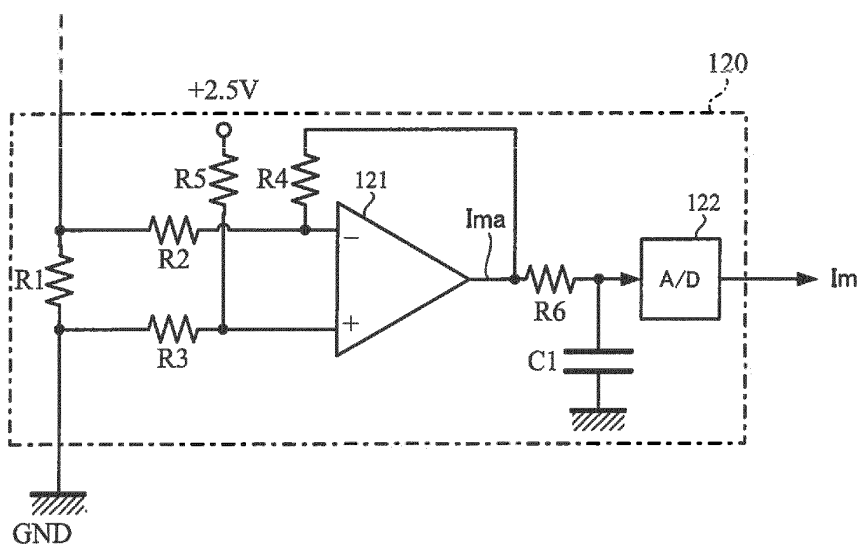 120
+2.5V
R5
R4
121
122
Ima
−
R2
R1
A/D
Im
+
R3
R6
C1
GND